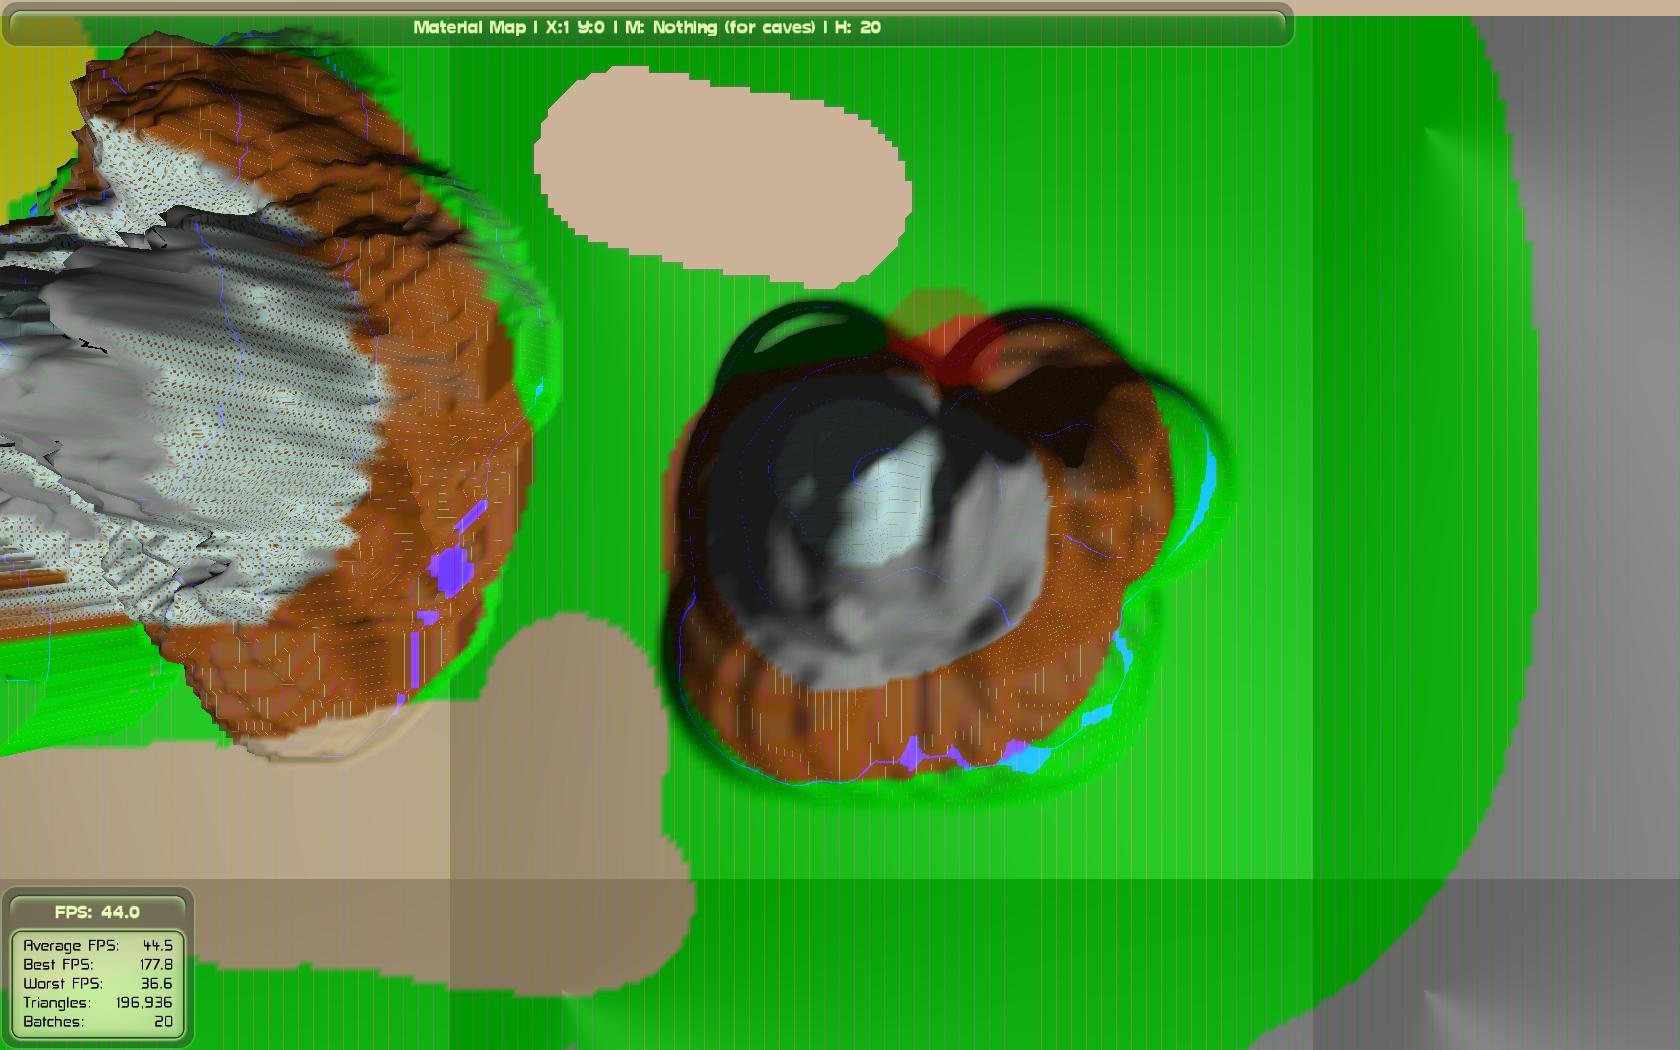 Material Map | X:1 Y:0 | M: Nothing (for caves) | H: 20
FPS: 44.0
Average FPS: 44.5
Best FPS: 177.8
Worst FPS: 36.6
Triangles: 196,936
Batches: 20